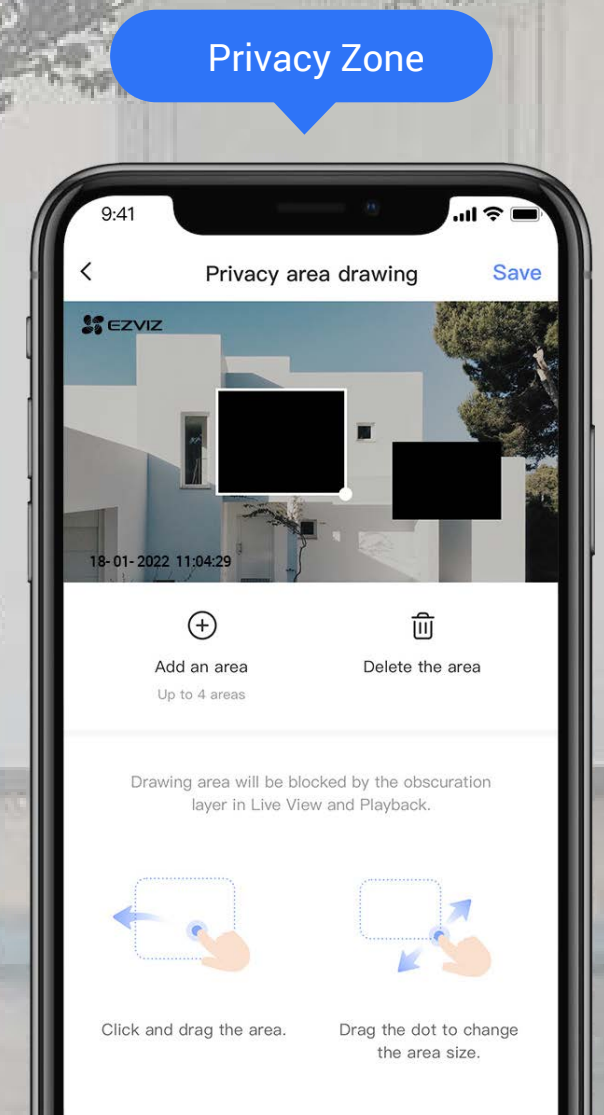 Privacy Zone
9:41
Privacy area drawing
Save
EZVIZ
18-01-2022 11:04:29
Add an area
Delete the area
Up to 4 areas
Drawing area will be blocked by the obscuration
layer in Live View and Playback.
Click and drag the area.
Drag the dot to change
the area size.